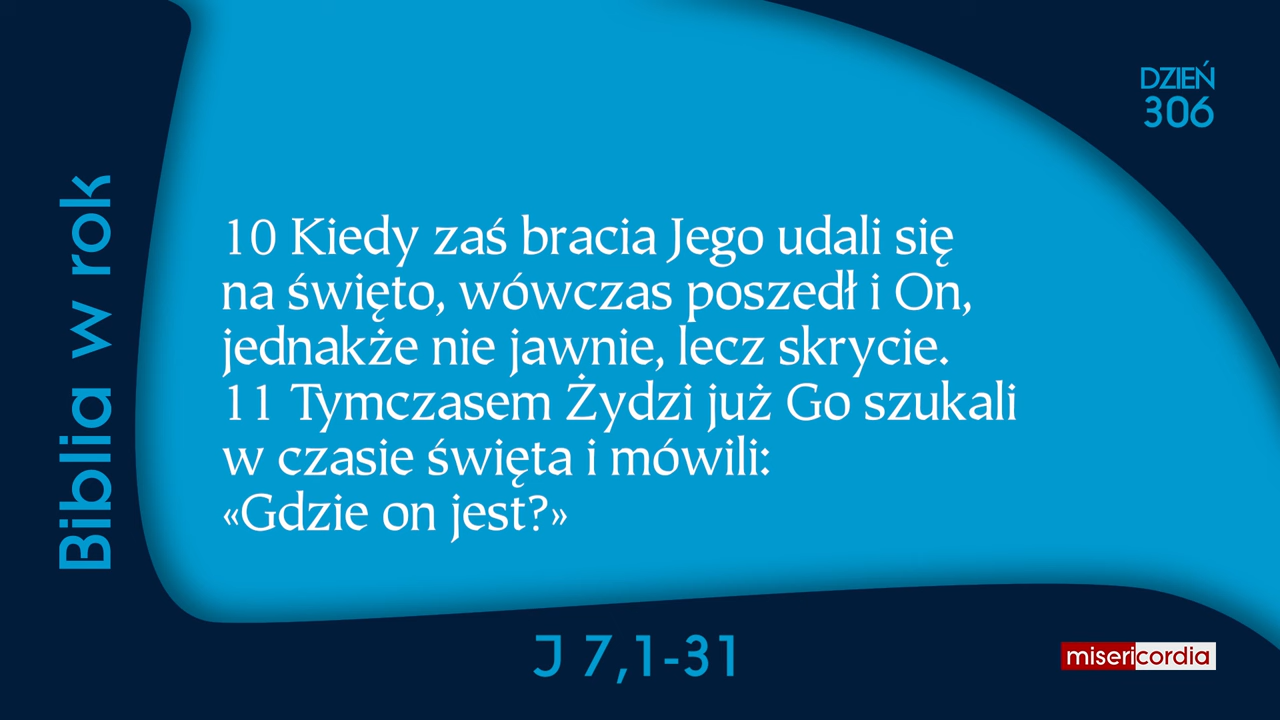 DZIEŃ
306
Biblia w rok
10 Kiedy zaś bracia Jego udali się
na święto, wówczas poszedł i On,
jednakże nie jawnie, lecz skrycie.
11 Tymczasem Żydzi już Go szukali
w czasie święta i mówili:
«Gdzie on jest?»
J 7,1-31
misericordia